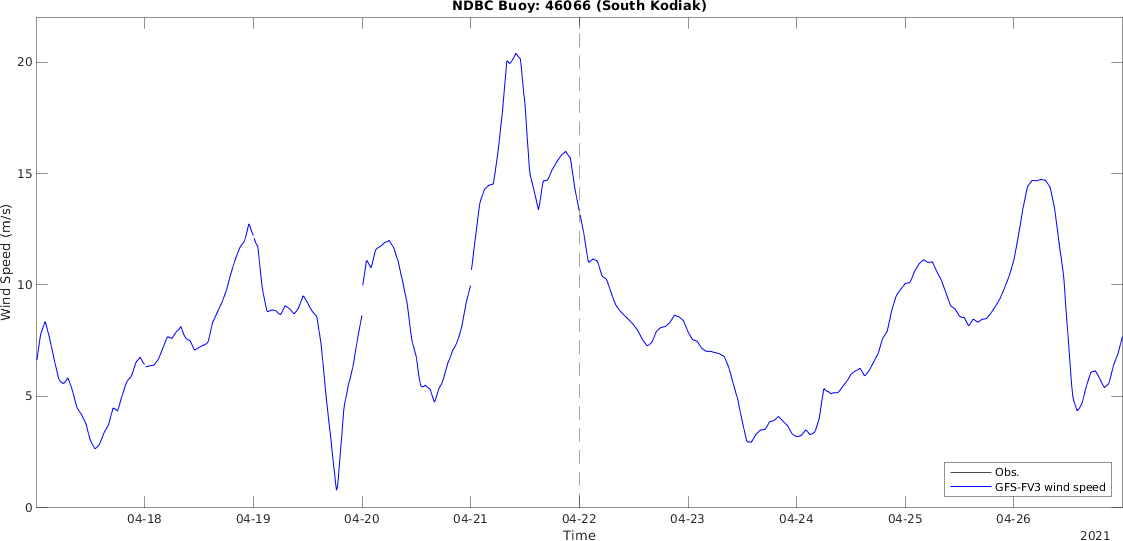 NDBC Buoy: 46066 (South Kodiak)
Wind Speed (m/s)
20
15
10
5
0
04-18 04-19 04-20 04-21 04-22 04-23 04-24 04-25 04-26
Time
2021
Obs.
GFS-FV3 wind speed